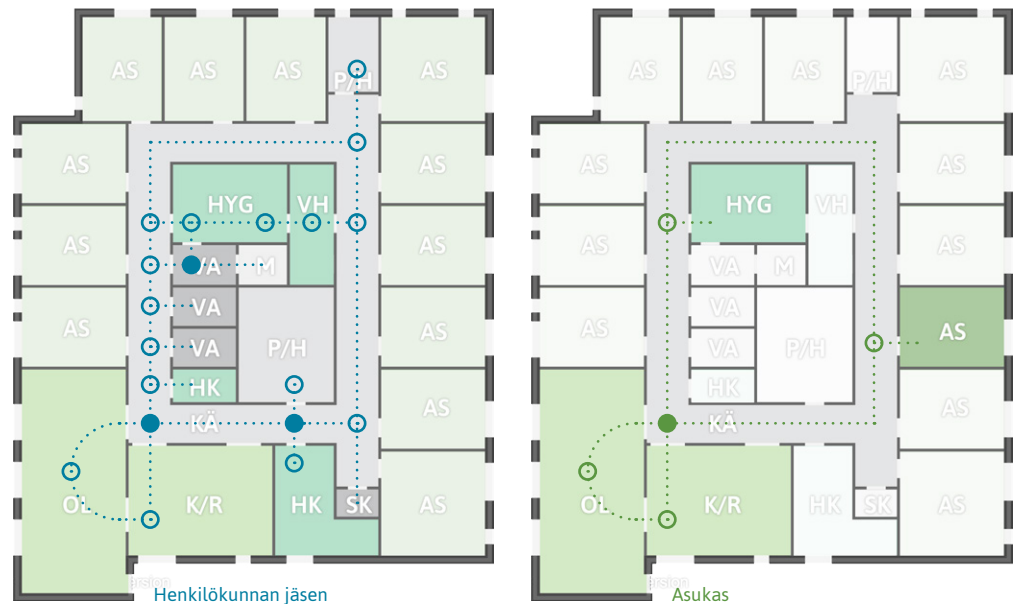 AS AS AS P/H AS
AS AS
HYG VH
AS AS
VA M
VA
AS VA P/H AS
HK AS
KÄ
OL K/R HK SK AS
Henkilökunnan jäsen
AS AS AS P/H AS
AS AS
HYG VH
AS AS
VA M
VA
AS VA P/H AS
HK AS
KÄ
OL K/R HK SK AS
Asukas